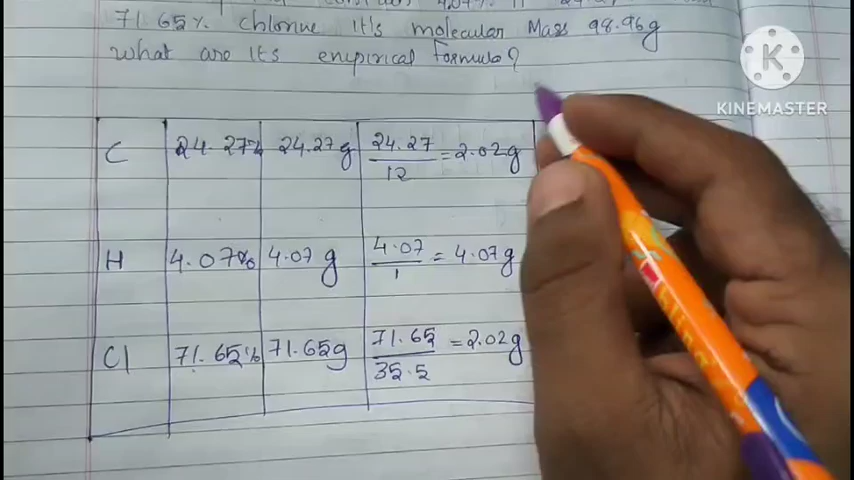 4.07%
71.65% chlorine It's molecular Mass 98.96g
what are its empirical Formula?
K
KINEMASTER
C 24.27% 24.27g 24.27/12 = 2.02g
H 4.07% 4.07g 4.07/1 = 4.07g
Cl 71.65% 71.65g 71.65/35.5 = 2.02g